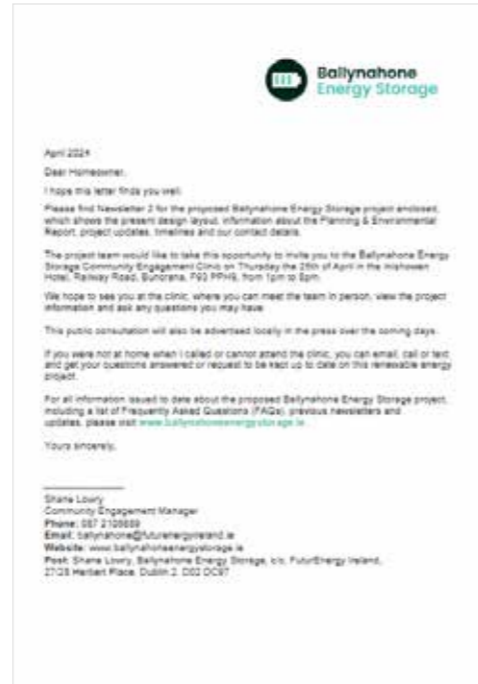 Ballynahone
Energy Storage
April 2024
Dear Homeowner,
I hope this letter finds you well.
Please find Newsletter 2 for the proposed Ballynahone Energy Storage project enclosed,
which shows the present design layout, information about the Planning & Environmental
Report, project updates, timelines and our contact details.
The project team would like to take this opportunity to invite you to the Ballynahone Energy
Storage Community Engagement Clinic on Thursday the 25th of April in the Inishowen
Hotel, Railway Road, Buncrana, F93 PPH9, from 1pm to 8pm.
We hope to see you at the clinic, where you can meet the team in person, view the project
information and ask any questions you may have.
This public consultation will also be advertised locally in the press over the coming days.
If you were not at home when I called or cannot attend the clinic, you can email, call or text
and get your questions answered or request to be kept up to date on this renewable energy
project.
For all information issued to date about the proposed Ballynahone Energy Storage project,
including a list of Frequently Asked Questions (FAQs), previous newsletters and
updates, please visit www.ballynahoneenergystorage.ie
Yours sincerely,
Shane Lowry
Community Engagement Manager
Phone: 087
Email: ballynahone@futurenergyireland.ie
Website: www.ballynahoneenergystorage.ie
Post: Shane Lowry, Ballynahone Energy Storage, c/o, FuturEnergy Ireland,
27/28 Herbert Place, Dublin 2, D02 DC97